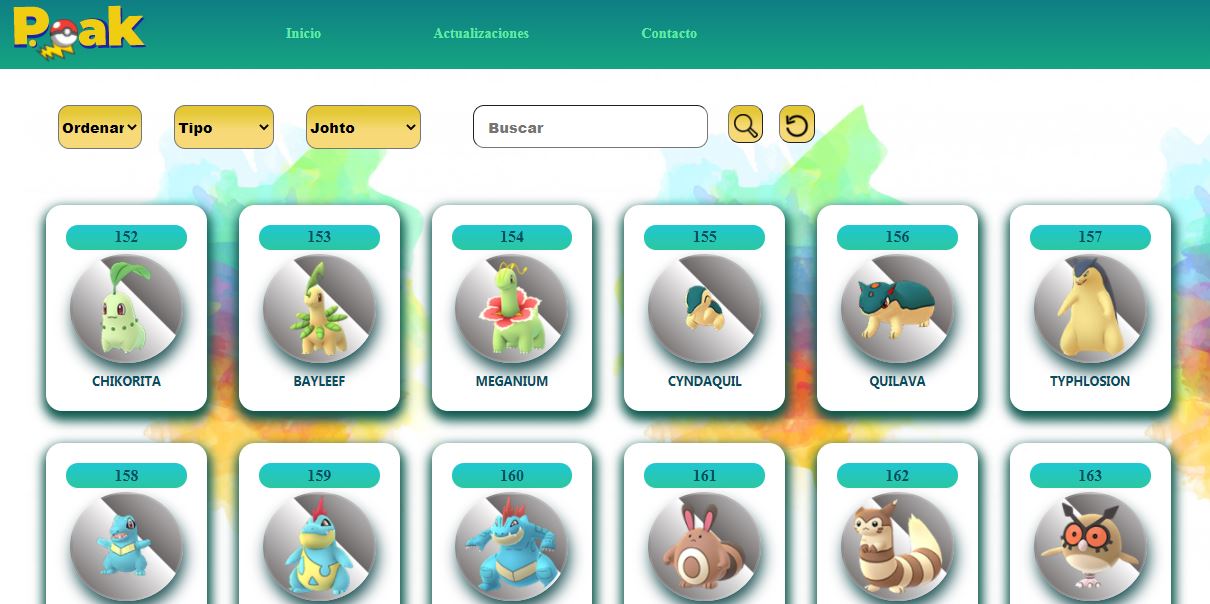 Poak
Inicio Actualizaciones Contacto
Ordenar Tipo Johto Buscar
152 153 154 155 156 157
CHIKORITA BAYLEEF MEGANIUM CYNDAQUIL QUILAVA TYPHLOSION
158 159 160 161 162 163